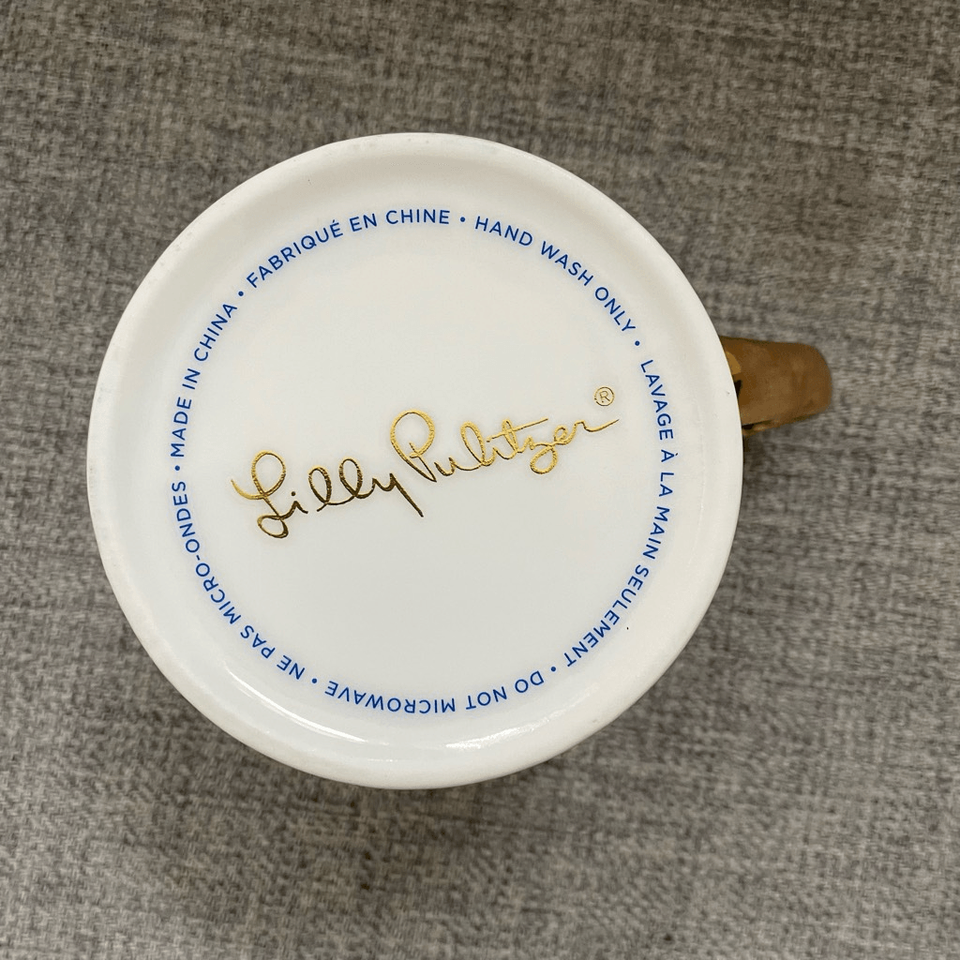 MADE IN CHINA • FABRIQUÉ EN CHINE • HAND WASH ONLY • LAVAGE À LA MAIN SEULEMENT • DO NOT MICROWAVE • NE PAS MICRO-ONDES •
Lilly Pulitzer®